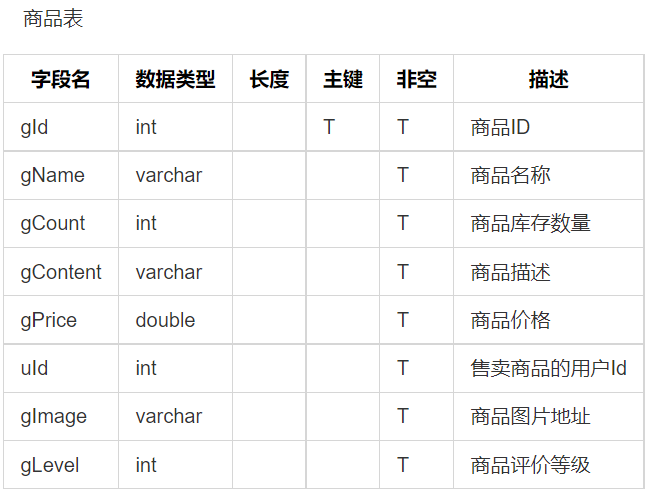 商品表
字段名 数据类型 长度 主键 非空 描述
gId int T T 商品ID
gName varchar T 商品名称
gCount int T 商品库存数量
gContent varchar T 商品描述
gPrice double T 商品价格
uId int T 售卖商品的用户Id
gImage varchar T 商品图片地址
gLevel int T 商品评价等级